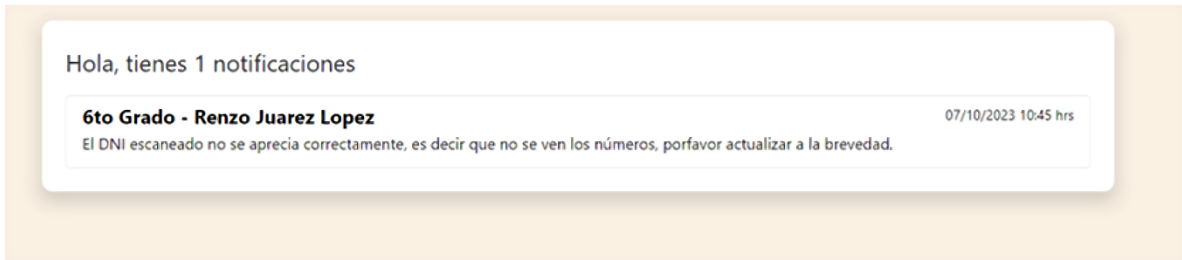 Hola, tienes 1 notificaciones
6to Grado - Renzo Juarez Lopez
07/10/2023 10:45 hrs
El DNI escaneado no se aprecia correctamente, es decir que no se ven los números, porfavor actualizar a la brevedad.